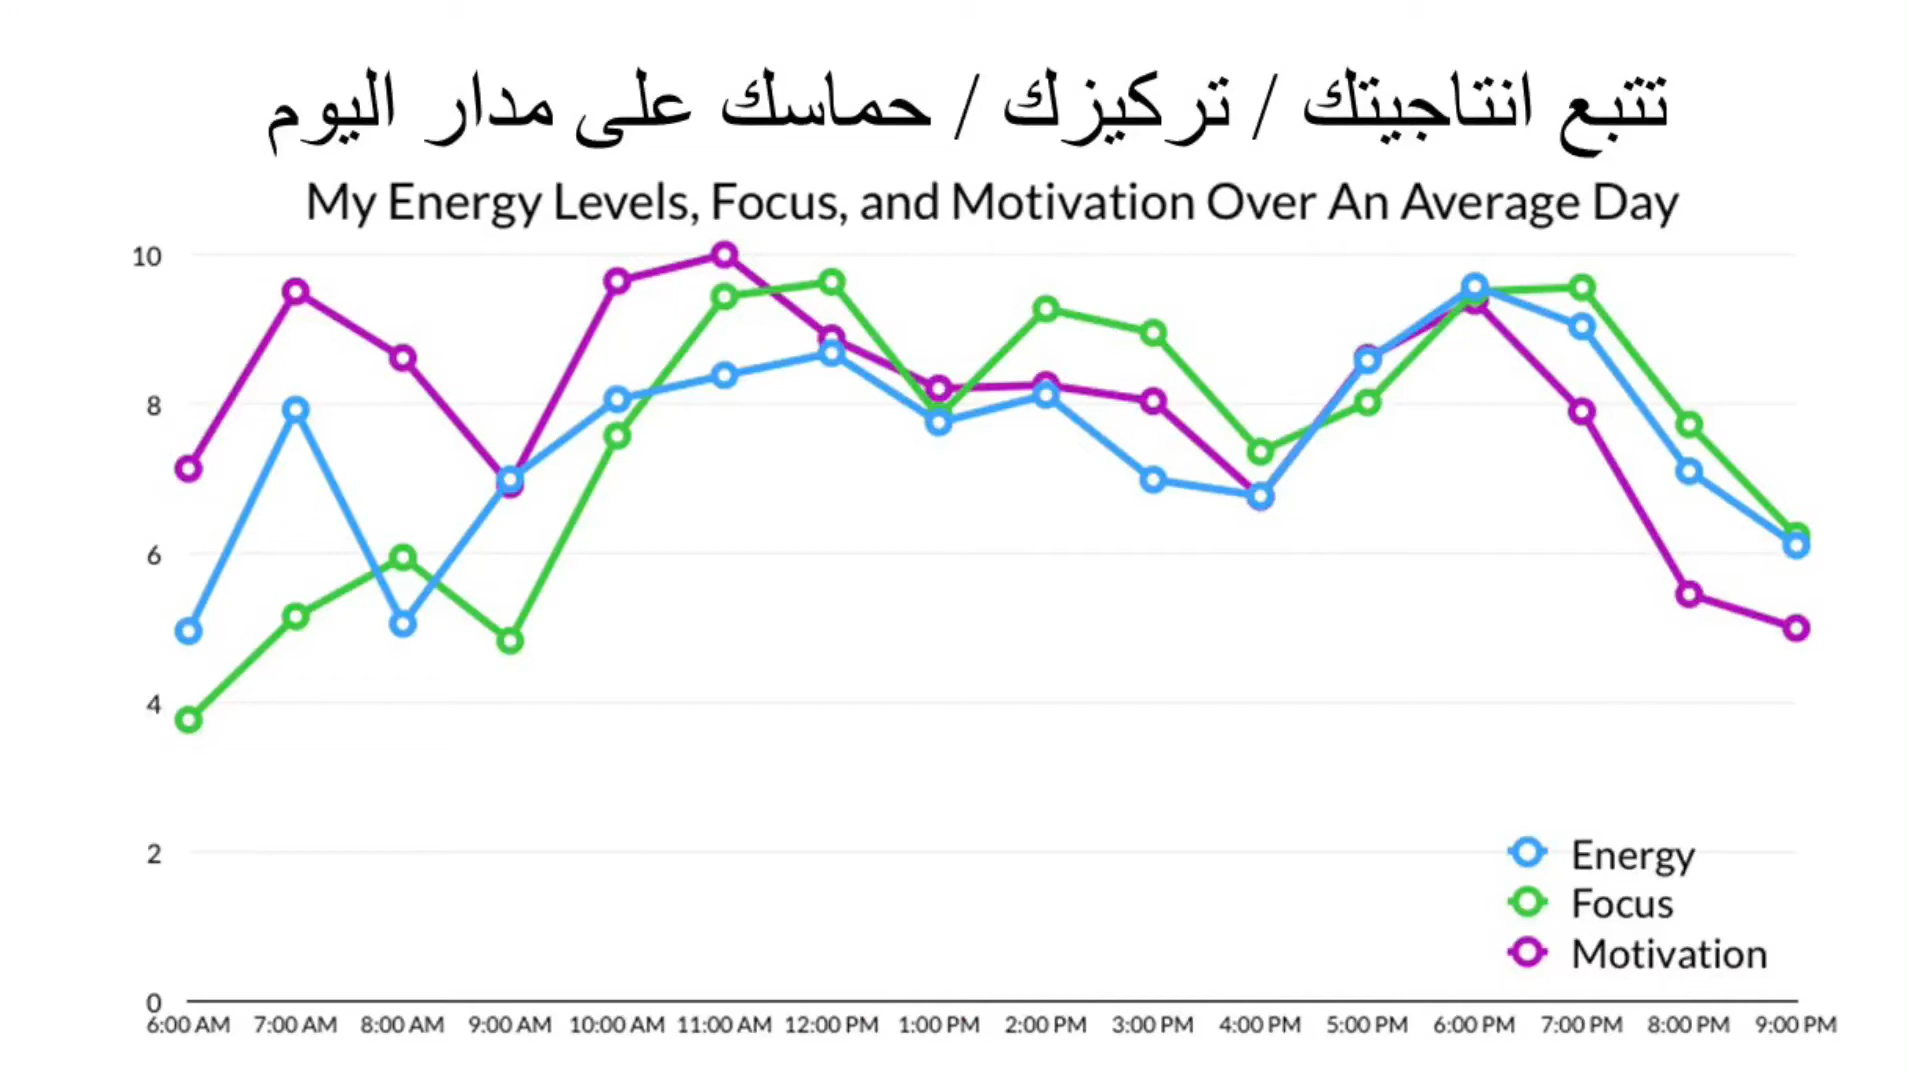 تتبع انتاجيتك / تركيزك / حماسك على مدار اليوم
My Energy Levels, Focus, and Motivation Over An Average Day
10
8
6
4
2
0
Energy
Focus
Motivation
6:00 AM 7:00 AM 8:00 AM 9:00 AM 10:00 AM 11:00 AM 12:00 PM 1:00 PM 2:00 PM 3:00 PM 4:00 PM 5:00 PM 6:00 PM 7:00 PM 8:00 PM 9:00 PM